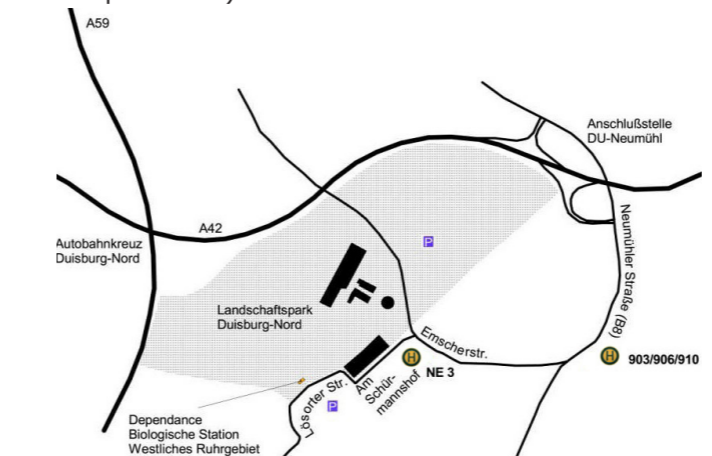 A59
Anschlußstelle
DU-Neumühl
A42
Autobahnkreuz
Duisburg-Nord
P
Neumühler Straße (B8)
Landschaftspark
Duisburg-Nord
Emscherstr.
H
NE 3
H
903/906/910
Am
Schür-
mannshof
Lösorter Str.
P
Dependance
Biologische Station
Westliches Ruhrgebiet